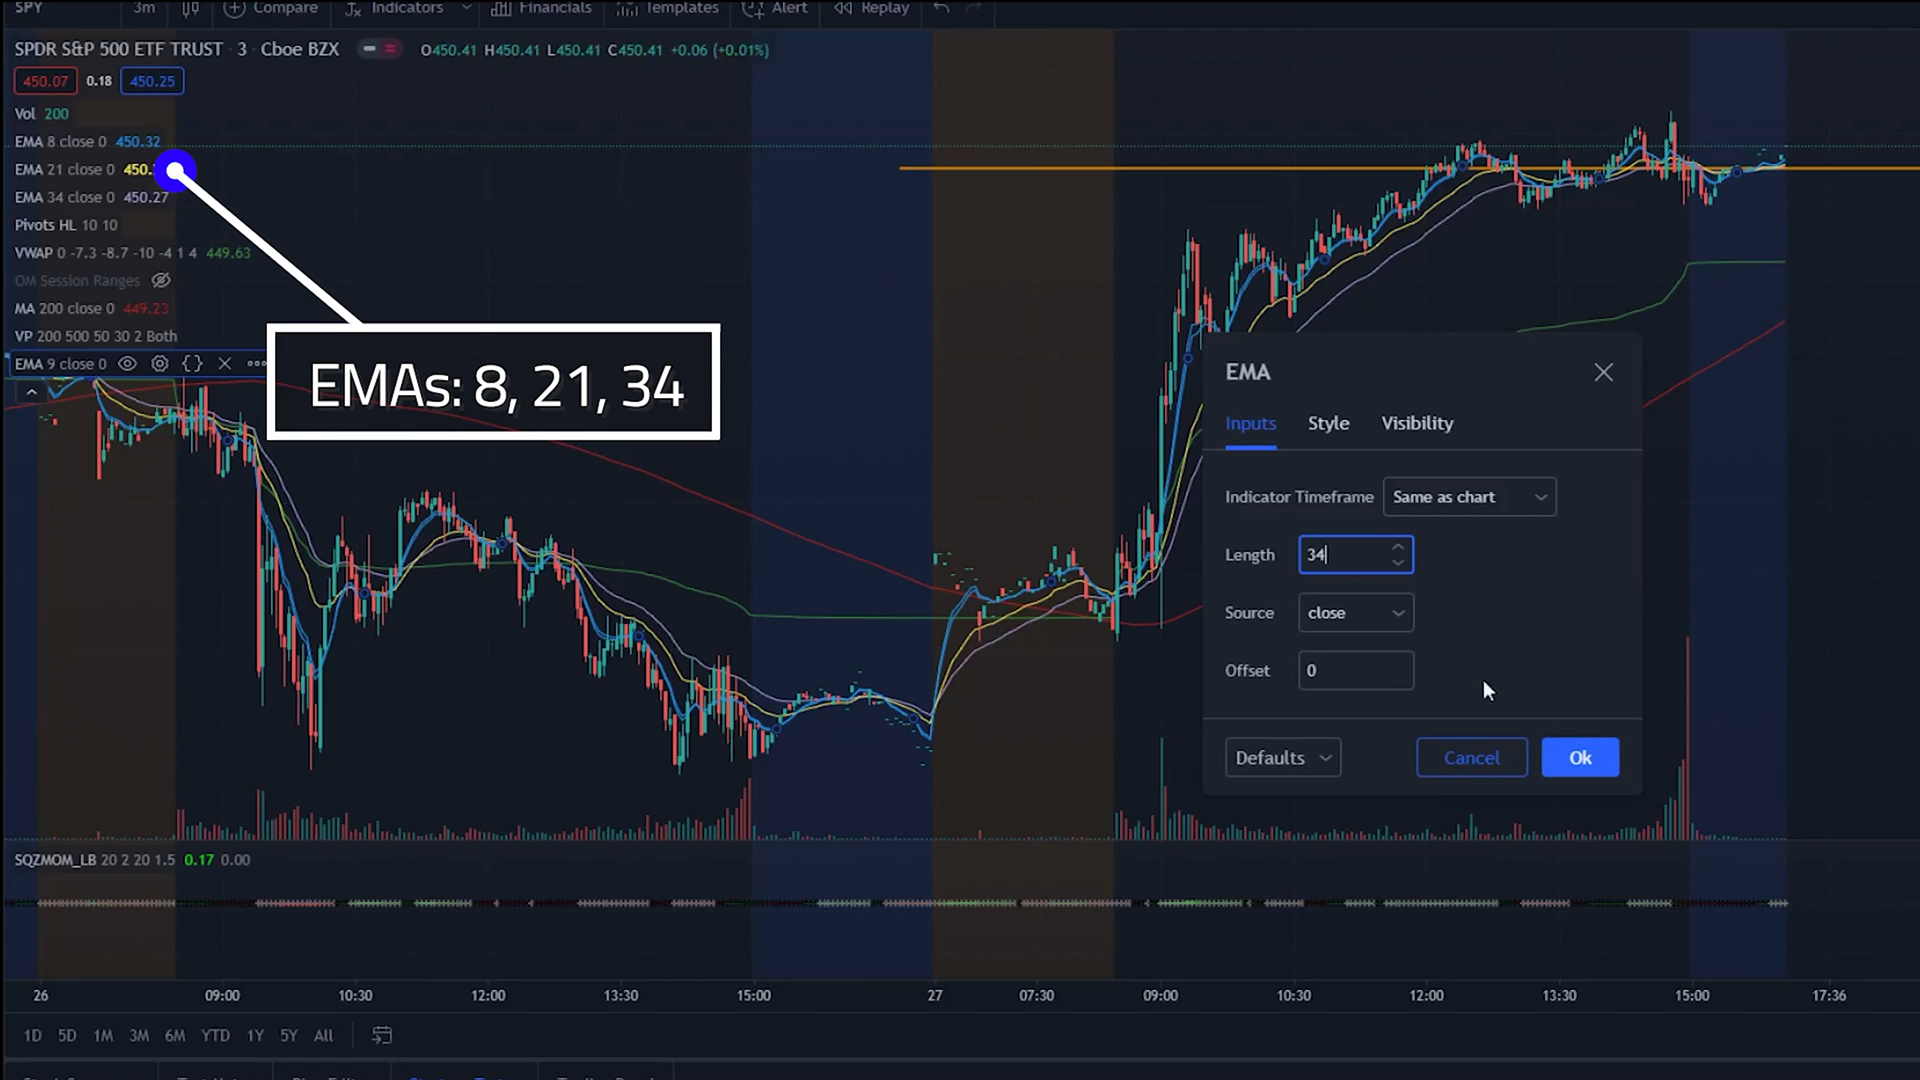 SPY 3m Compare Indicators Financials Templates Alert Replay
SPDR S&P 500 ETF TRUST · 3 · Cboe BZX O450.41 H450.41 L450.41 C450.41 +0.06 (+0.01%)
450.07 0.18 450.25
Vol 200
EMA 8 close 0 450.32
EMA 21 close 0 450.
EMA 34 close 0 450.27
Pivots HL 10 10
VWAP 0 -7.3 -8.7 -10 -4 1 4 449.63
OM Session Ranges
MA 200 close 0 449.23
VP 200 500 50 30 2 Both
EMA 9 close 0
EMAs: 8, 21, 34
EMA
Inputs Style Visibility
Indicator Timeframe Same as chart
Length 34
Source close
Offset 0
Defaults Cancel Ok
SQZMOM_LB 20 2 20 1.5 0.17 0.00
26 09:00 10:30 12:00 13:30 15:00 27 07:30 09:00 10:30 12:00 13:30 15:00 17:36
1D 5D 1M 3M 6M YTD 1Y 5Y All